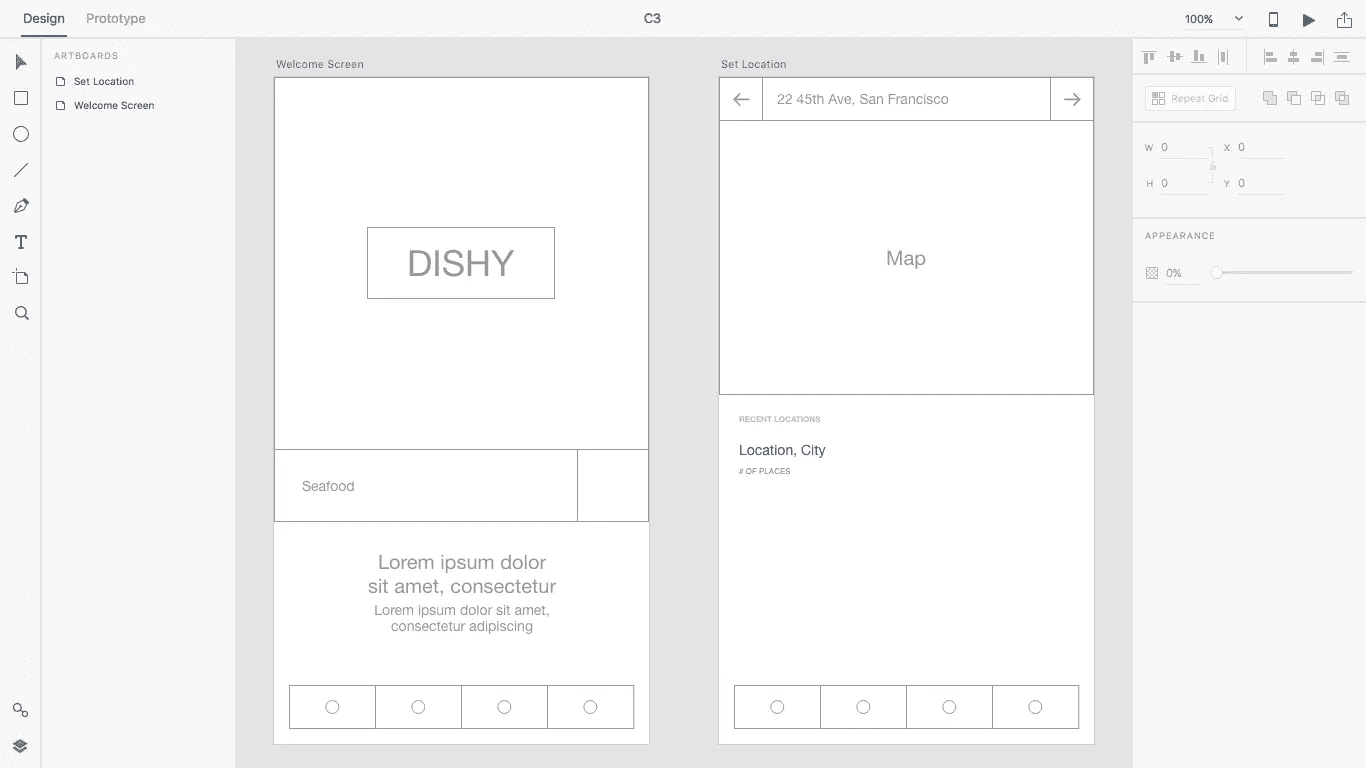 Design
Prototype
C3
100%
ARTBOARDS
Set Location
Welcome Screen
Welcome Screen
DISHY
Seafood
Lorem ipsum dolor
sit amet, consectetur
Lorem ipsum dolor sit amet,
consectetur adipiscing
Set Location
22 45th Ave, San Francisco
Map
RECENT LOCATIONS
Location, City
# OF PLACES
Repeat Grid
W 0 X 0
H 0 Y 0
APPEARANCE
0%